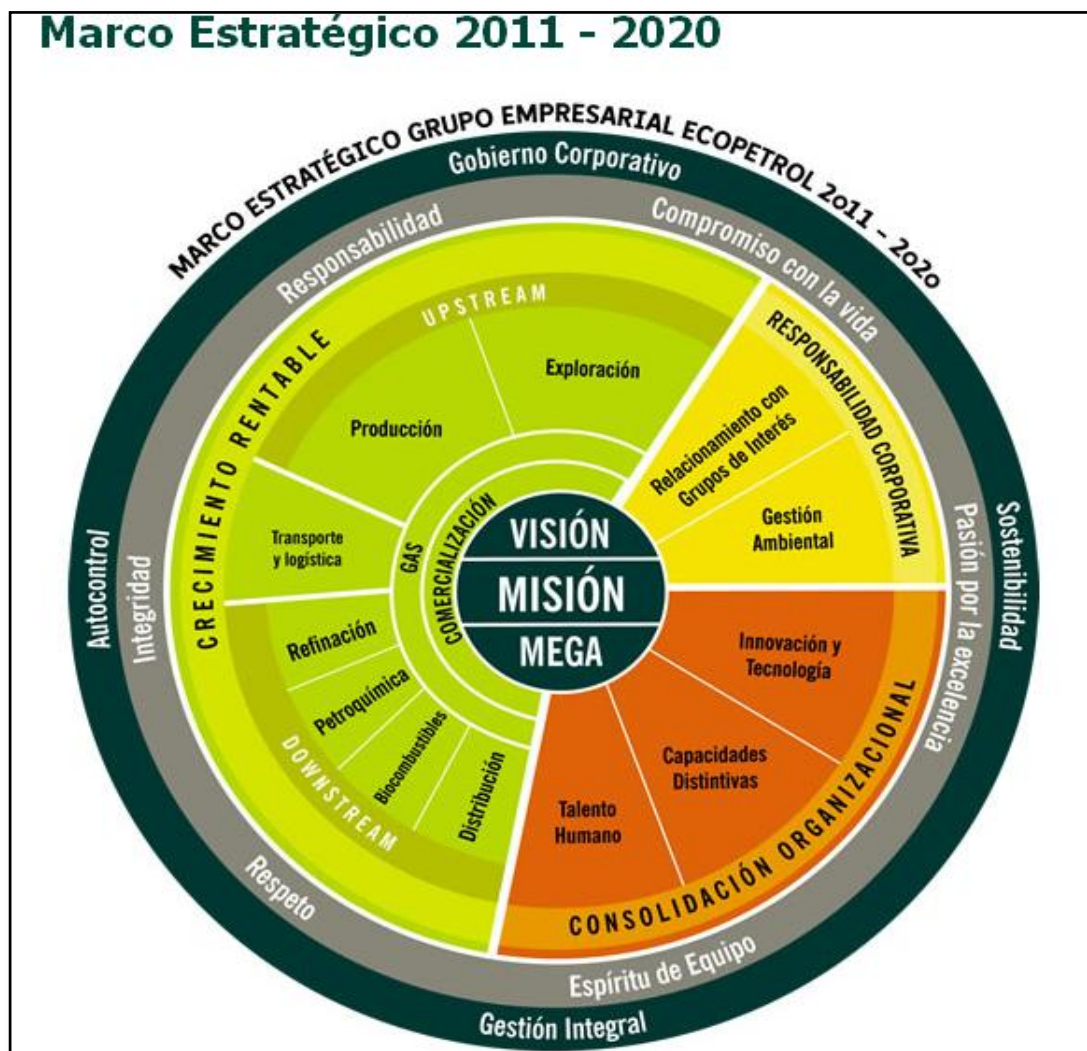 Marco Estratégico 2011 - 2020
MARCO ESTRATÉGICO GRUPO EMPRESARIAL ECOPETROL 2011 - 2020
Gobierno Corporativo
Responsabilidad
Compromiso con la vida
UPSTREAM
Exploración
Producción
CRECIMIENTO RENTABLE
RESPONSABILIDAD CORPORATIVA
Relacionamiento con
Grupos de Interés
Gestión
Ambiental
Transporte
y logística
GAS
COMERCIALIZACIÓN
VISIÓN
MISIÓN
MEGA
Autocontrol
Integridad
Sostenibilidad
Pasión por la excelencia
Refinación
Petroquímica
Biocombustibles
Distribución
DOWNSTREAM
Innovación y
Tecnología
Capacidades
Distintivas
Talento
Humano
CONSOLIDACIÓN ORGANIZACIONAL
Respeto
Espíritu de Equipo
Gestión Integral